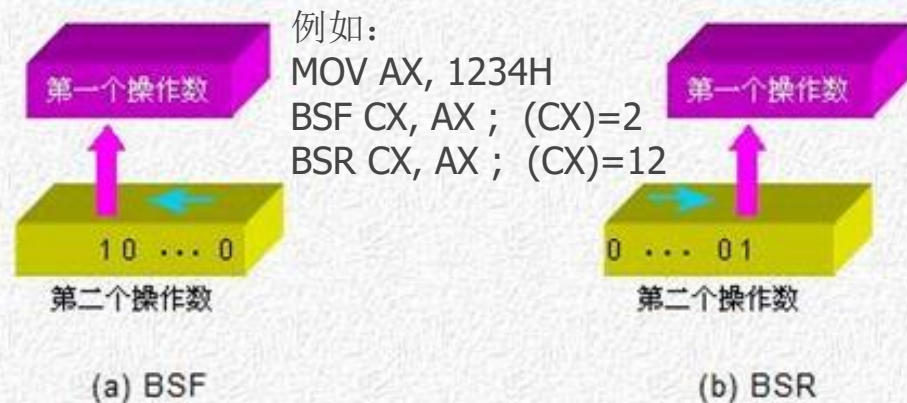 例如：
MOV AX, 1234H
BSF CX, AX ; (CX)=2
BSR CX, AX ; (CX)=12
第一个操作数
10 ··· 0
第二个操作数
(a) BSF
第一个操作数
0 ··· 01
第二个操作数
(b) BSR